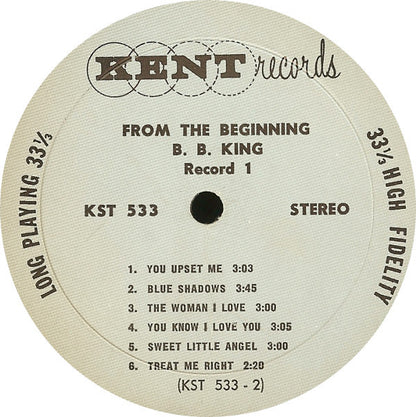 KENT records
FROM THE BEGINNING
B. B. KING
Record 1
KST 533 STEREO
LONG PLAYING 33⅓
33⅓ HIGH FIDELITY
1. YOU UPSET ME 3:03
2. BLUE SHADOWS 3:45
3. THE WOMAN I LOVE 3:00
4. YOU KNOW I LOVE YOU 3:05
5. SWEET LITTLE ANGEL 3:00
6. TREAT ME RIGHT 2:20
(KST 533 - 2)